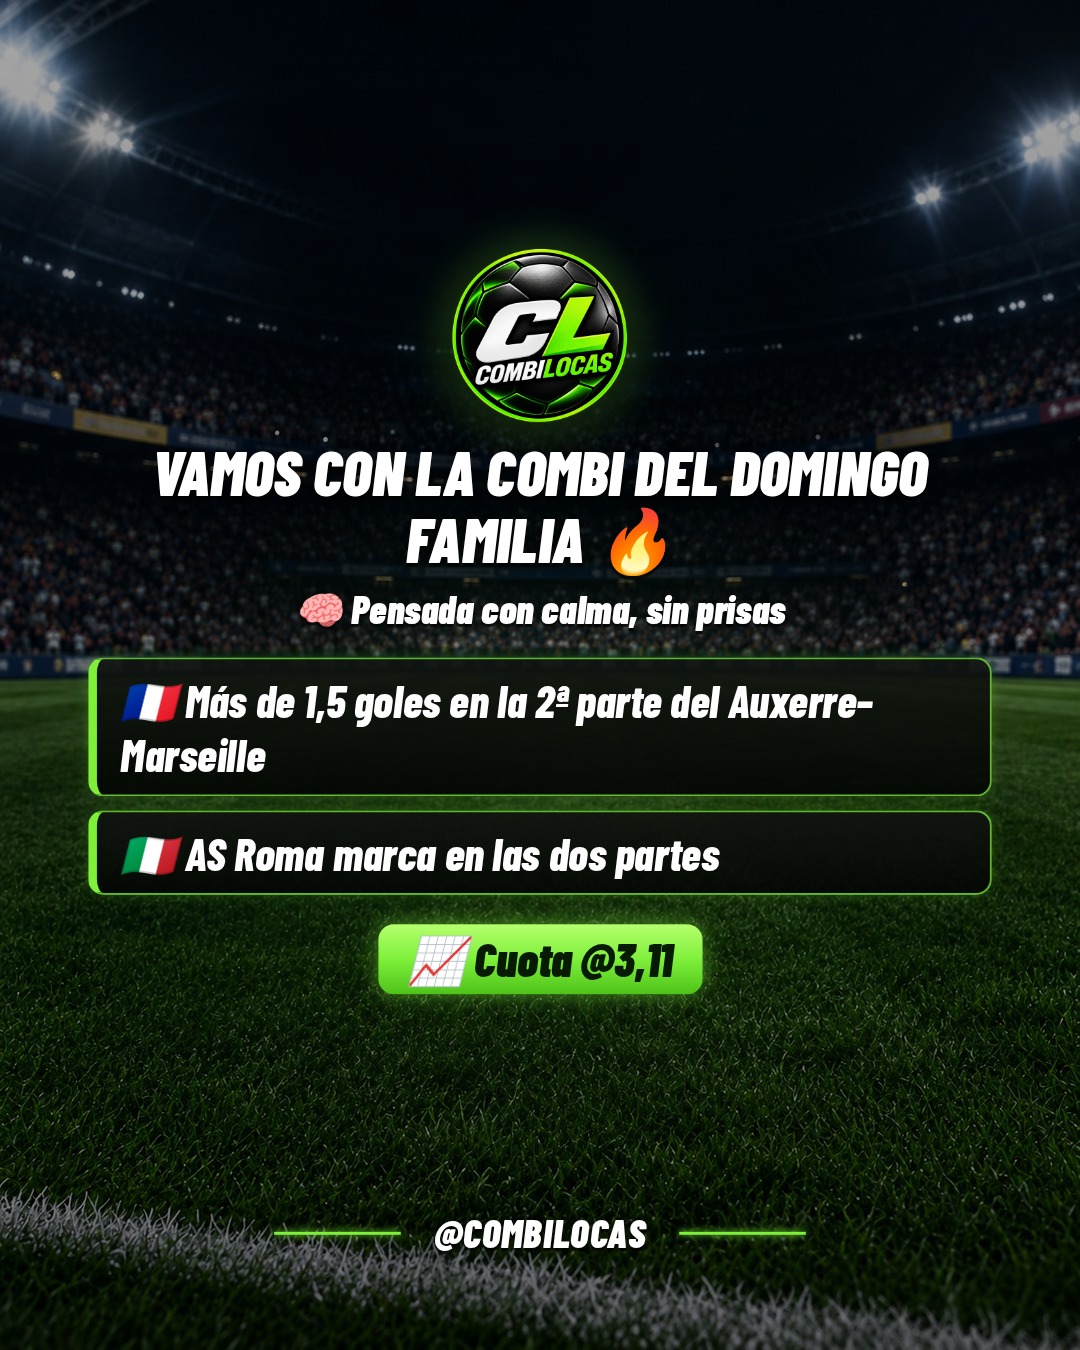 CL
COMBILOCAS
VAMOS CON LA COMBI DEL DOMINGO
FAMILIA 🔥
🧠 Pensada con calma, sin prisas
🇫🇷 Más de 1,5 goles en la 2ª parte del Auxerre-
Marseille
🇮🇹 AS Roma marca en las dos partes
📈 Cuota @3,11
@COMBILOCAS